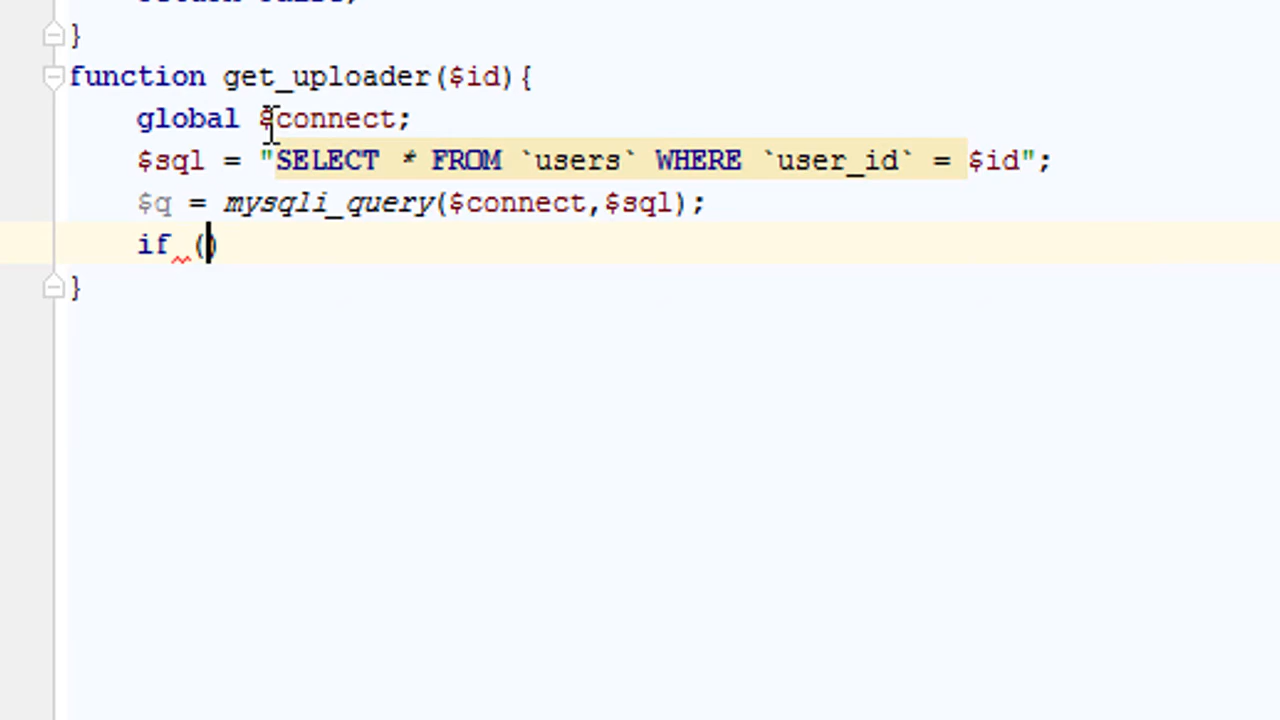 }
function get_uploader($id){
global $connect;
$sql = "SELECT * FROM `users` WHERE `user_id` = $id";
$q = mysqli_query($connect,$sql);
if ()
}